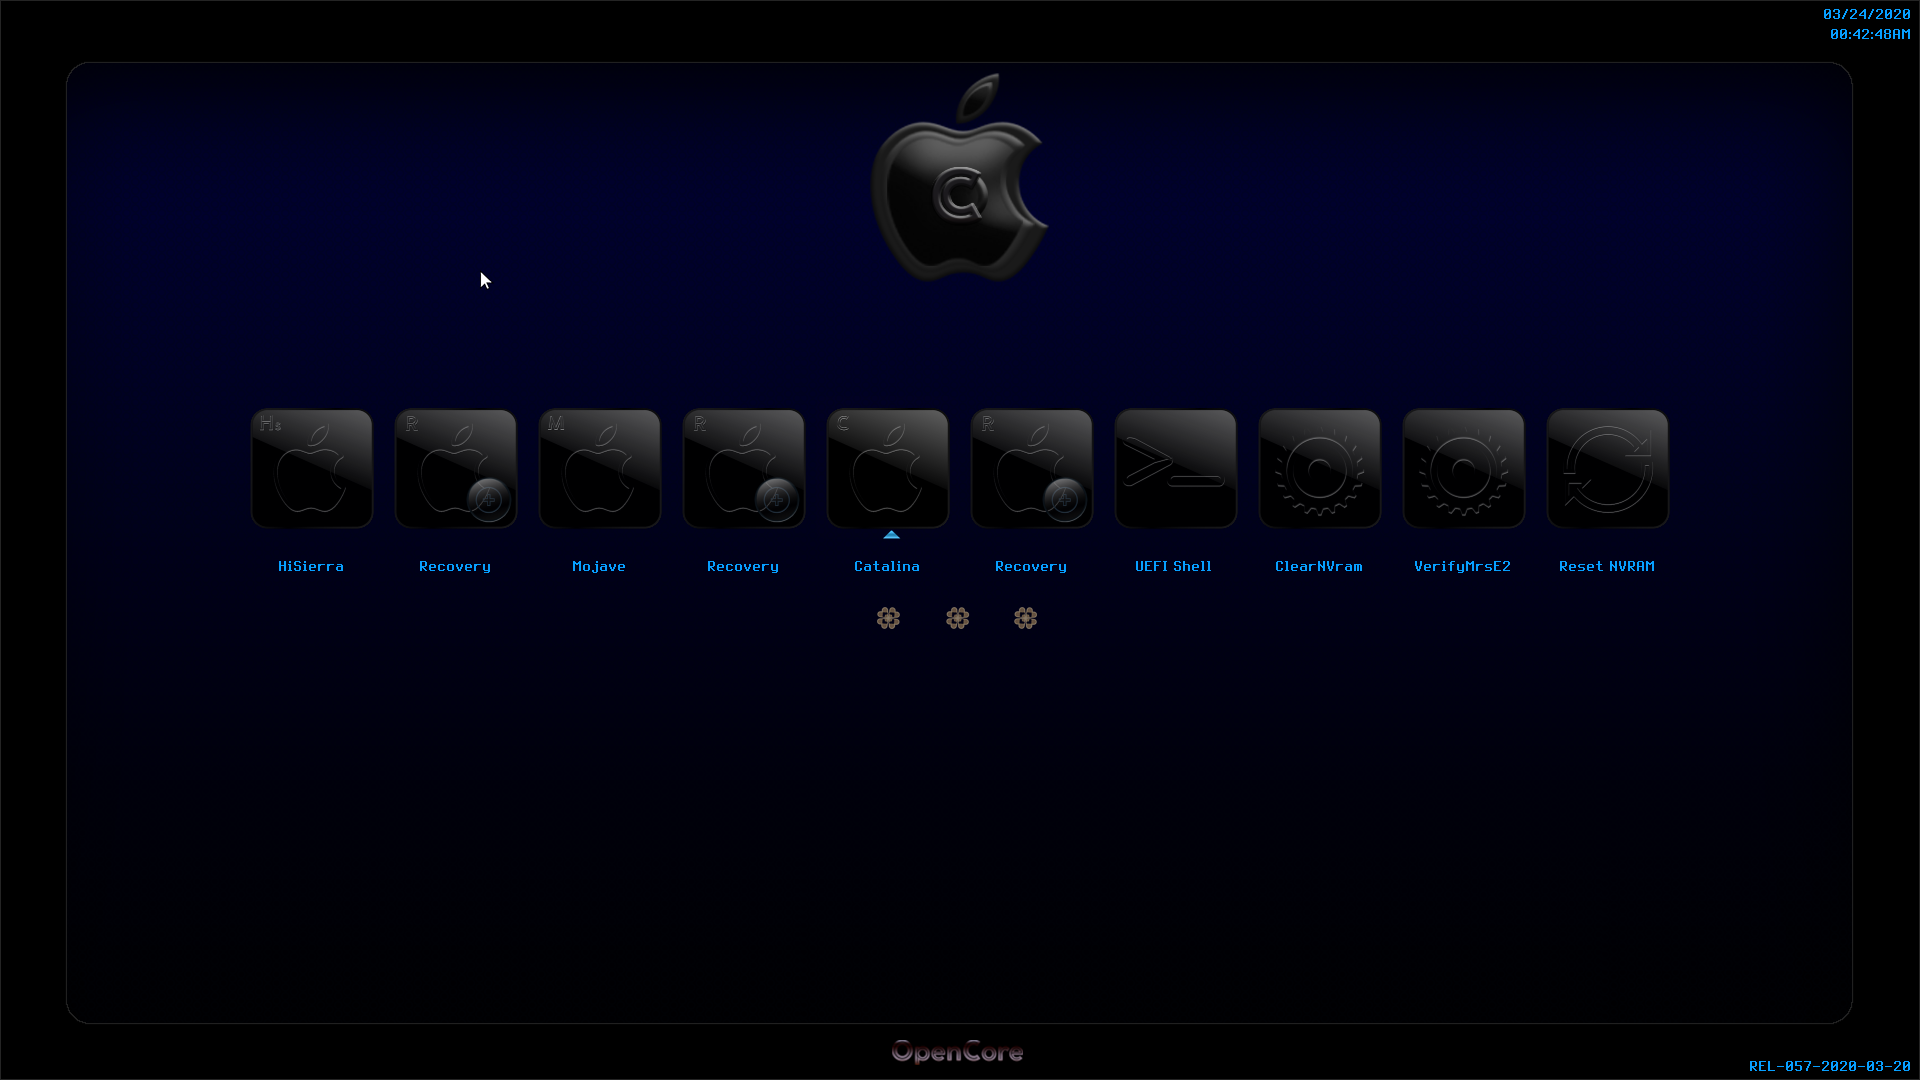 03/24/2020
00:42:48AM
Hs
R
M
R
C
R
HiSierra
Recovery
Mojave
Recovery
Catalina
Recovery
UEFI Shell
ClearNVram
VerifyMrsE2
Reset NVRAM
OpenCore
REL-057-2020-03-20